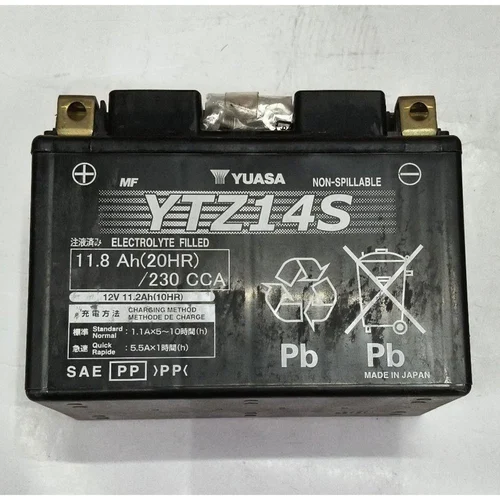 MF
YUASA
NON-SPILLABLE
YTZ14S
注液済み ELECTROLYTE FILLED
11.8 Ah(20HR)
/230 CCA
12V 11.2Ah(10HR)
充電方法 CHARGING METHOD
METHODE DE CHARGE
標準 Standard Normal : 1.1A×5~10時間(h)
急速 Quick Rapide : 5.5A×1時間(h)
SAE PP >PP<
Pb
Pb
MADE IN JAPAN